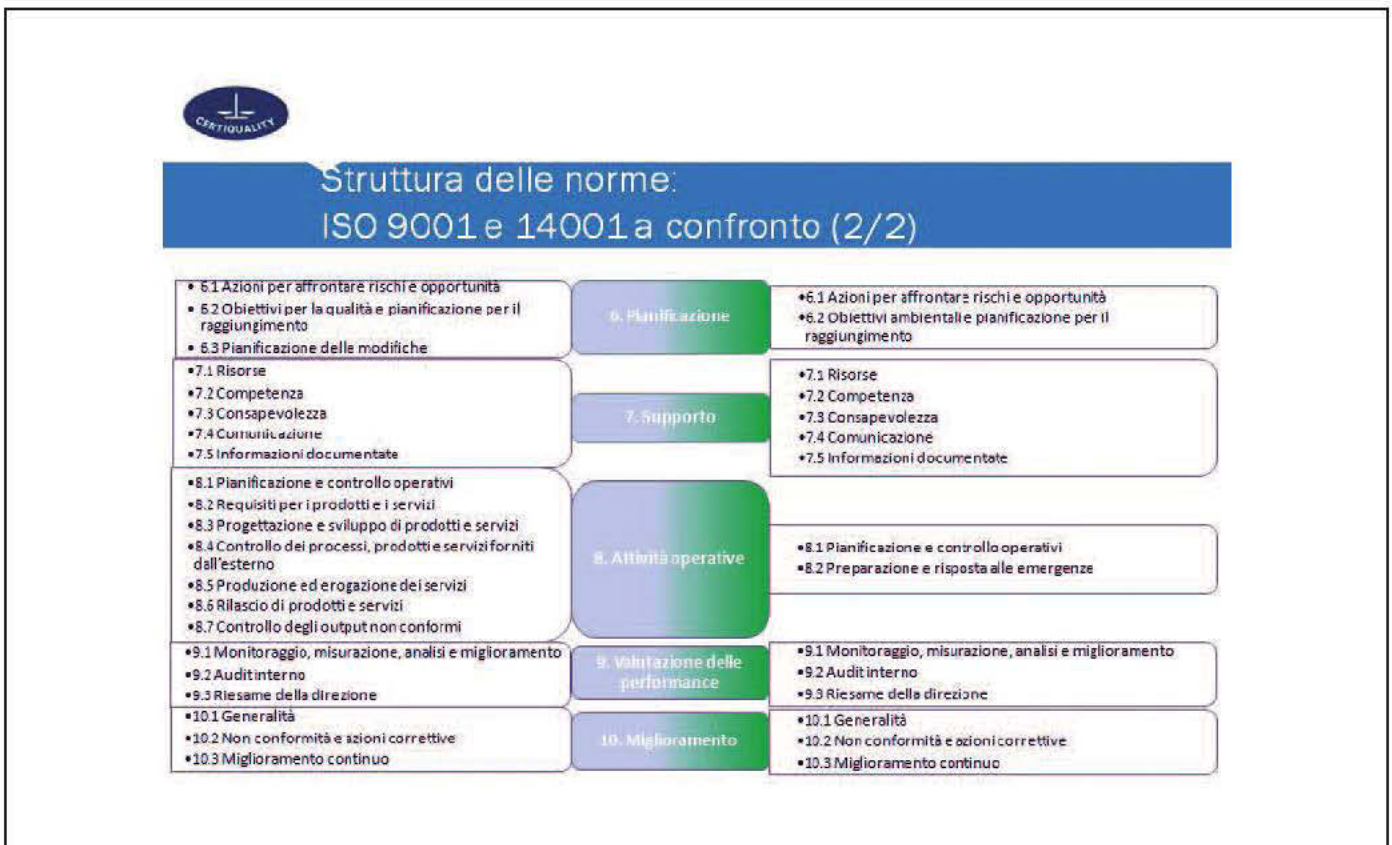 CERTIQUALITY
Struttura delle norme:
ISO 9001 e 14001 a confronto (2/2)
• 6.1 Azioni per affrontare rischi e opportunità
• 6.2 Obiettivi per la qualità e pianificazione per il
raggiungimento
• 6.3 Pianificazione delle modifiche
6. Pianificazione
•6.1 Azioni per affrontare rischi e opportunità
•6.2 Obiettivi ambientali e pianificazione per il
raggiungimento
•7.1 Risorse
•7.2 Competenza
•7.3 Consapevolezza
•7.4 Comunicazione
•7.5 Informazioni documentate
7. Supporto
•7.1 Risorse
•7.2 Competenza
•7.3 Consapevolezza
•7.4 Comunicazione
•7.5 Informazioni documentate
•8.1 Pianificazione e controllo operativi
•8.2 Requisiti per i prodotti e i servizi
•8.3 Progettazione e sviluppo di prodotti e servizi
•8.4 Controllo dei processi, prodotti e servizi forniti
dall'esterno
•8.5 Produzione ed erogazione dei servizi
•8.6 Rilascio di prodotti e servizi
•8.7 Controllo degli output non conformi
8. Attività operative
•8.1 Pianificazione e controllo operativi
•8.2 Preparazione e risposta alle emergenze
•9.1 Monitoraggio, misurazione, analisi e miglioramento
•9.2 Audit interno
•9.3 Riesame della direzione
9. Valutazione delle
performance
•9.1 Monitoraggio, misurazione, analisi e miglioramento
•9.2 Audit interno
•9.3 Riesame della direzione
•10.1 Generalità
•10.2 Non conformità e azioni correttive
•10.3 Miglioramento continuo
10. Miglioramento
•10.1 Generalità
•10.2 Non conformità e azioni correttive
•10.3 Miglioramento continuo